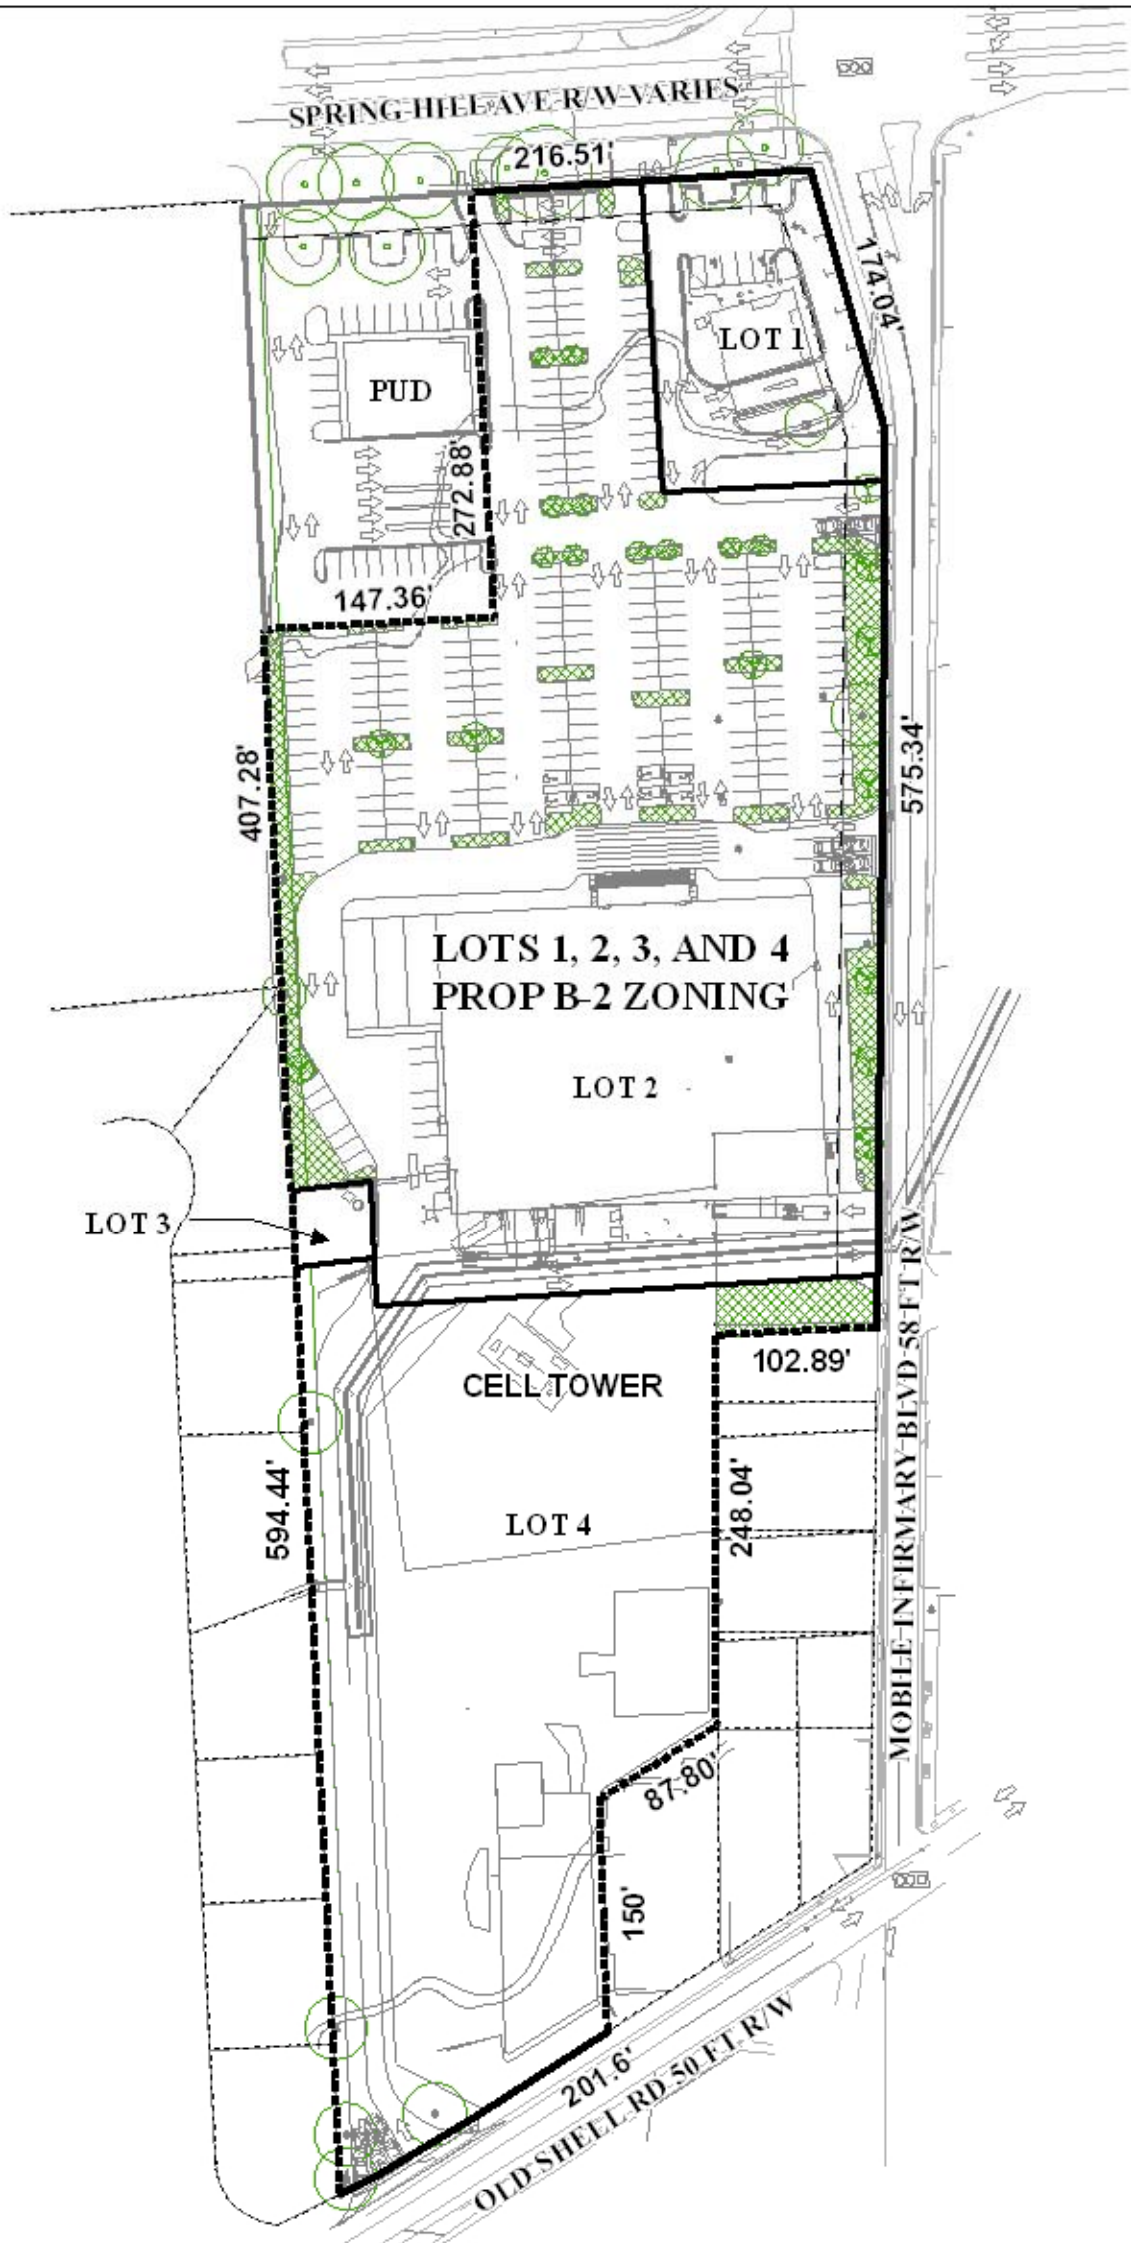 SPRING HILL AVE R/W VARIES
216.51'
174.04'
LOT 1
PUD
272.88'
147.36'
407.28'
575.34'
LOTS 1, 2, 3, AND 4
PROP B-2 ZONING
LOT 2
LOT 3
102.89'
CELL TOWER
MOBILE INFIRMARY BLVD 58 FT R/W
594.44'
248.04'
LOT 4
87.80'
150'
201.6'
OLD SHELL RD 50 FT R/W